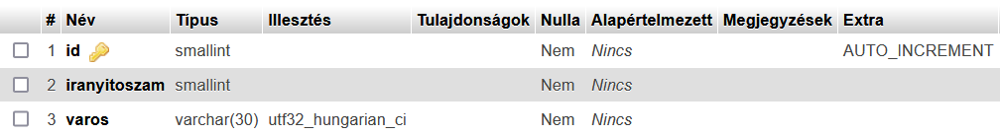 # Név Típus Illesztés Tulajdonságok Nulla Alapértelmezett Megjegyzések Extra
1 id smallint Nem Nincs AUTO_INCREMENT
2 iranyitoszam smallint Nem Nincs
3 varos varchar(30) utf32_hungarian_ci Nem Nincs